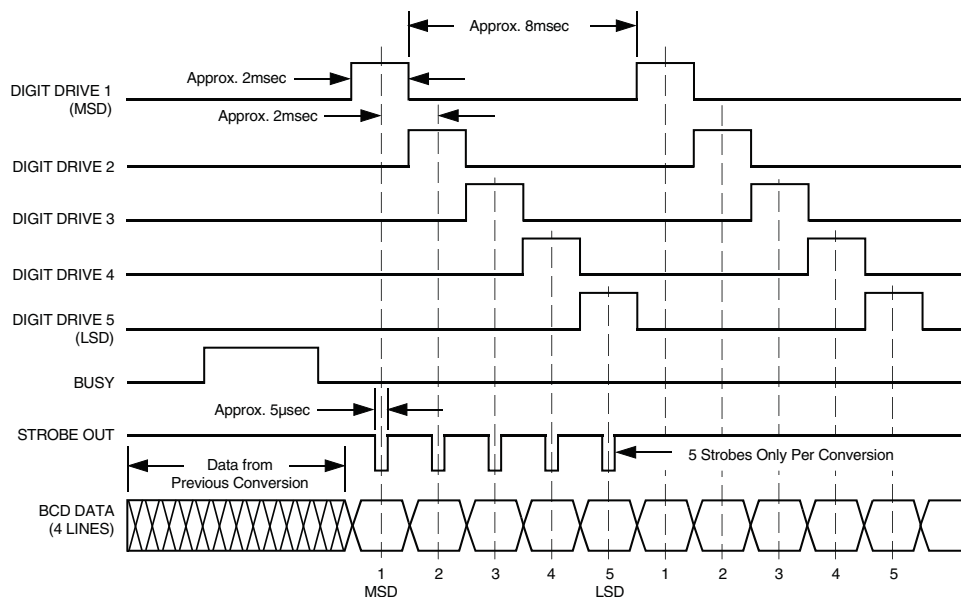 Approx. 8msec
Approx. 2msec
DIGIT DRIVE 1
(MSD)
Approx. 2msec
DIGIT DRIVE 2
DIGIT DRIVE 3
DIGIT DRIVE 4
DIGIT DRIVE 5
(LSD)
BUSY
Approx. 5µsec
STROBE OUT
5 Strobes Only Per Conversion
Data from
Previous Conversion
BCD DATA
(4 LINES)
1 2 3 4 5 1 2 3 4 5
MSD LSD